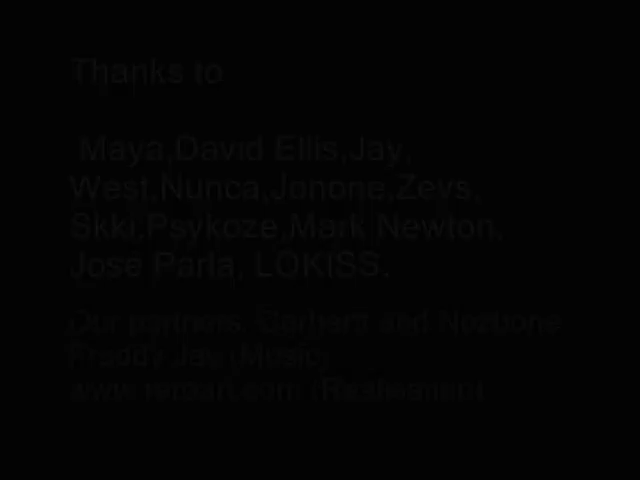 Thanks to
Maya,David Ellis,Jay,
West,Nunca,Jonone,Zevs,
Skki,Psykoze,Mark Newton,
Jose Parla, LOKISS.
Our partners and
Freddy Jay (Music)